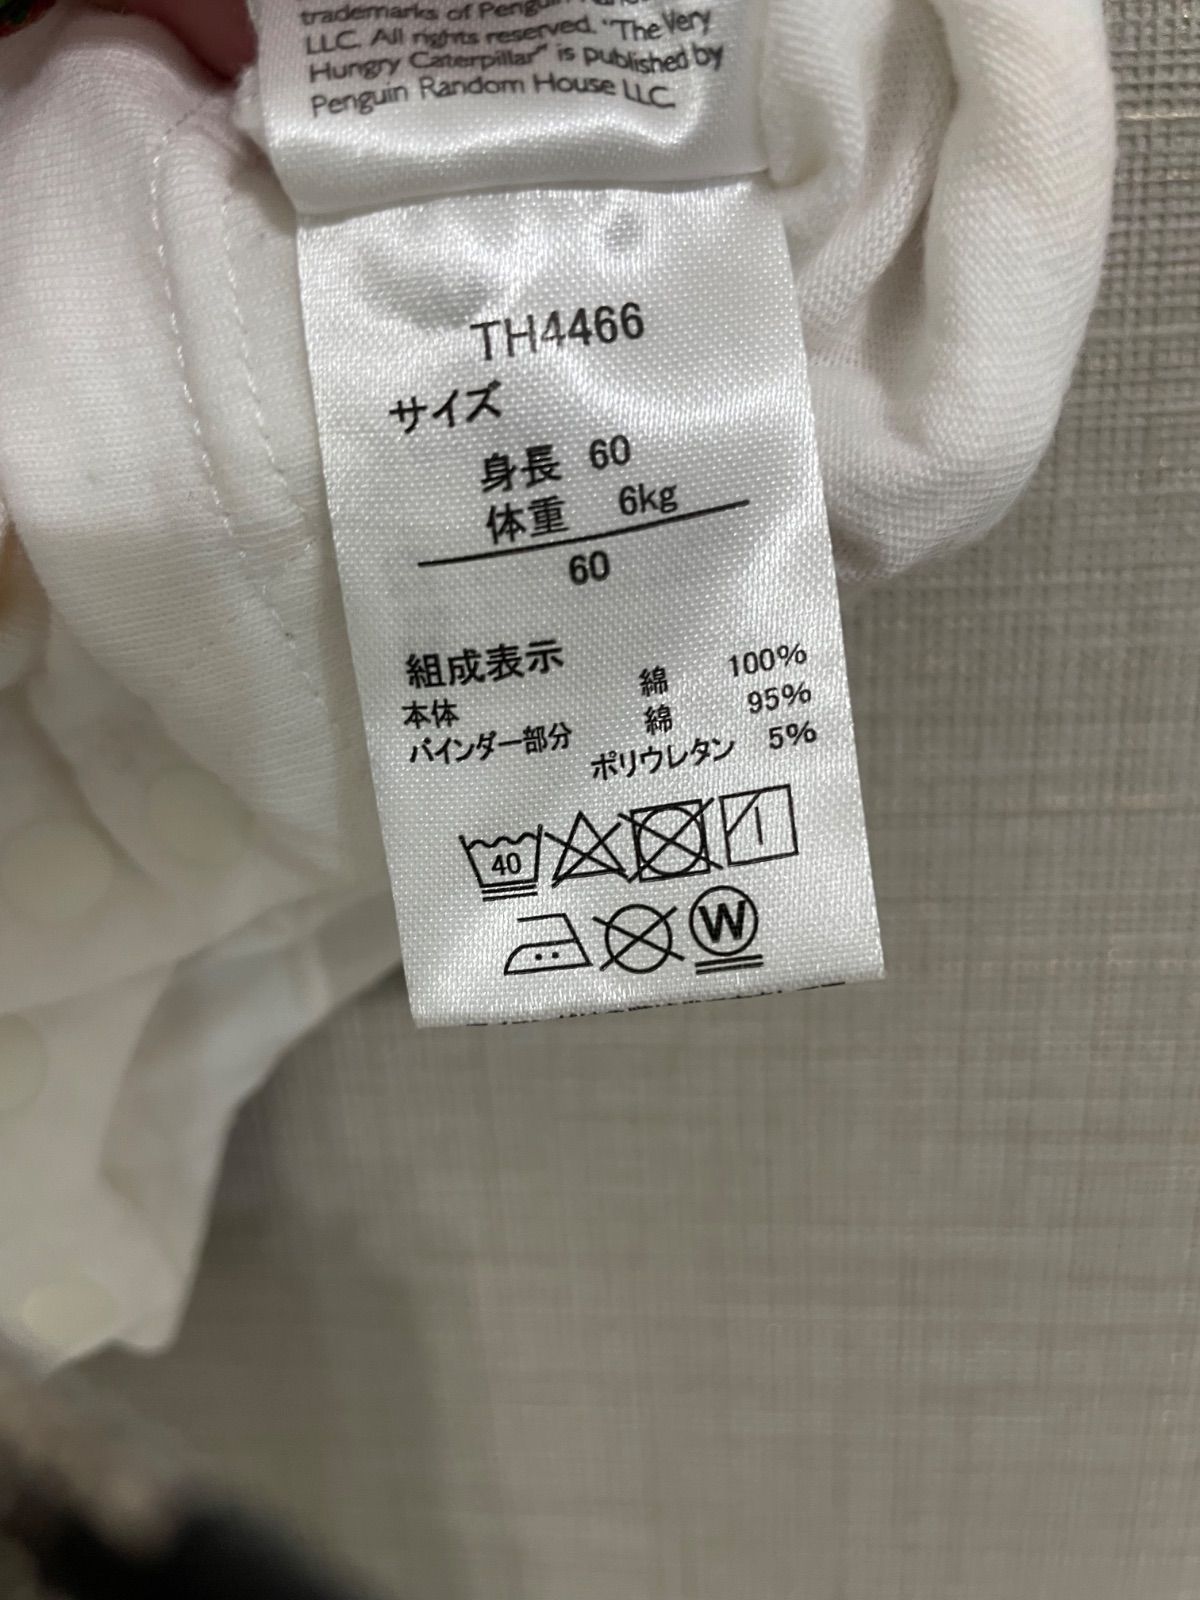 trademarks of Penguin
LLC. All rights reserved. "The Very
Hungry Caterpillar" is published by
Penguin Random House LLC.
TH4466
サイズ
身長 60
体重 6kg
60
組成表示
本体 綿 100%
バインダー部分 綿 95%
ポリウレタン 5%
40
W